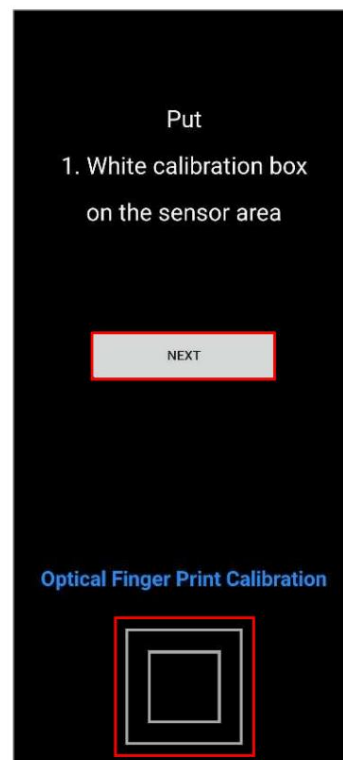 Put
1. White calibration box
on the sensor area
NEXT
Optical Finger Print Calibration